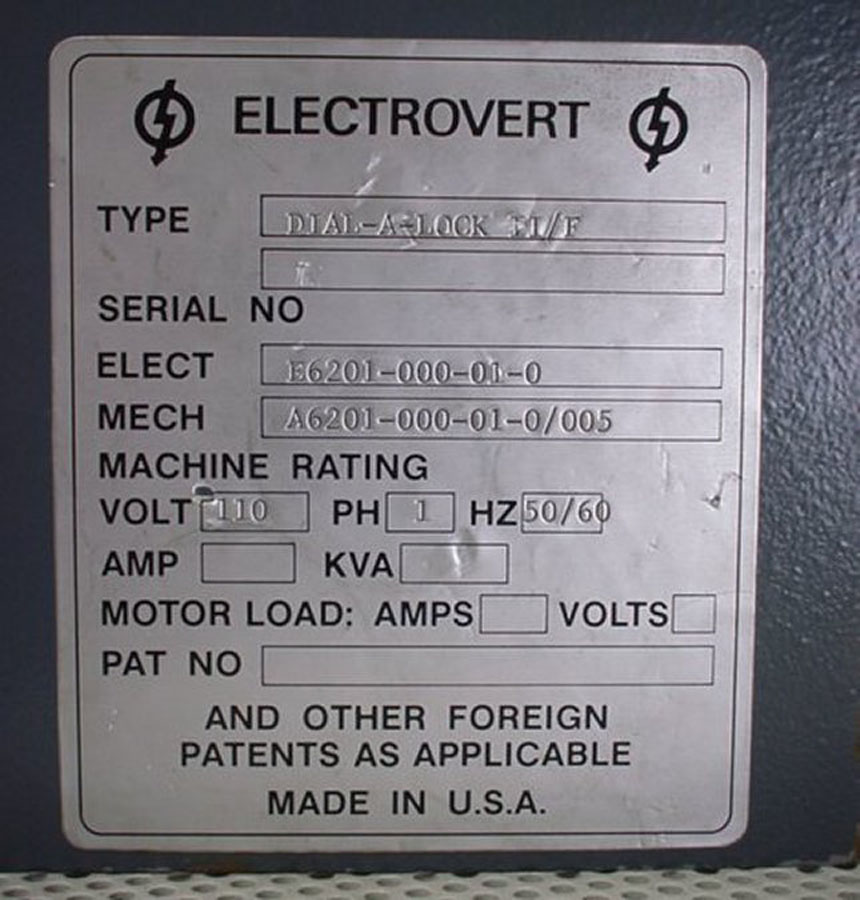 ELECTROVERT
TYPE DIAL-A-LOCK
SERIAL NO
ELECT E6201-000-01-0
MECH A6201-000-01-0/005
MACHINE RATING
VOLT 110 PH 1 HZ 50/60
AMP KVA
MOTOR LOAD: AMPS VOLTS
PAT NO
AND OTHER FOREIGN
PATENTS AS APPLICABLE
MADE IN U.S.A.